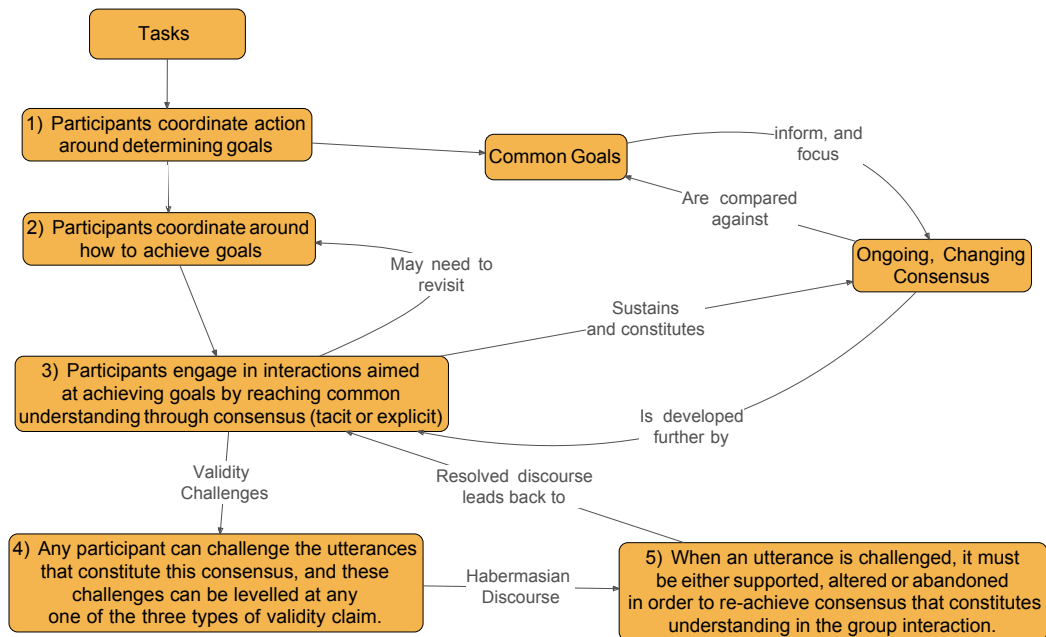 Tasks
1) Participants coordinate action
around determining goals
Common Goals
inform, and
focus
Are compared
against
2) Participants coordinate around
how to achieve goals
May need to
revisit
Ongoing, Changing
Consensus
Sustains
and constitutes
3) Participants engage in interactions aimed
at achieving goals by reaching common
understanding through consensus (tacit or explicit)
Is developed
further by
Validity
Challenges
Resolved discourse
leads back to
4) Any participant can challenge the utterances
that constitute this consensus, and these
challenges can be levelled at any
one of the three types of validity claim.
Habermasian
Discourse
5) When an utterance is challenged, it must
be either supported, altered or abandoned
in order to re-achieve consensus that constitutes
understanding in the group interaction.